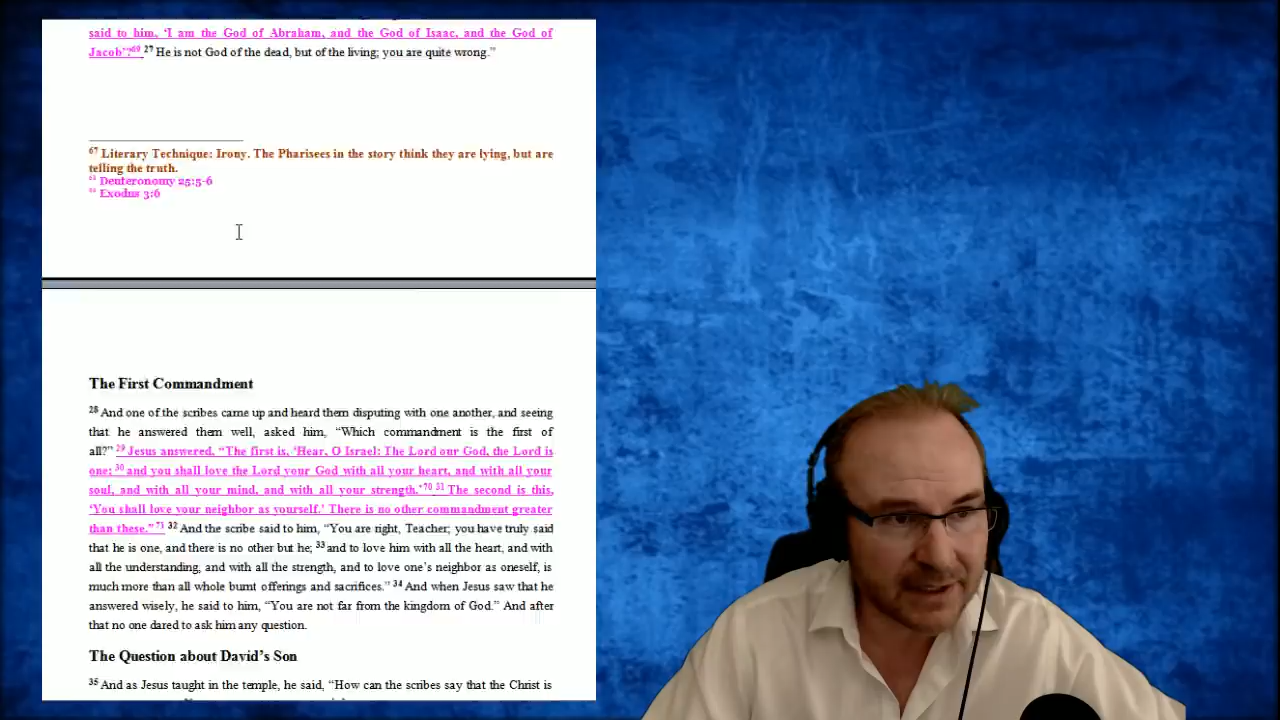 said to him, ‘I am the God of Abraham, and the God of Isaac, and the God of
Jacob’?69 27 He is not God of the dead, but of the living; you are quite wrong.”
67 Literary Technique: Irony. The Pharisees in the story think they are lying, but are
telling the truth.
Deuteronomy 25:5-6
Exodus 3:6
The First Commandment
28 And one of the scribes came up and heard them disputing with one another, and seeing
that he answered them well, asked him, “Which commandment is the first of
all?” 29 Jesus answered, “The first is, ‘Hear, O Israel: The Lord our God, the Lord is
one; 30 and you shall love the Lord your God with all your heart, and with all your
soul, and with all your mind, and with all your strength.’70 31 The second is this,
‘You shall love your neighbor as yourself.’ There is no other commandment greater
than these.”71 32 And the scribe said to him, “You are right, Teacher; you have truly said
that he is one, and there is no other but he; 33 and to love him with all the heart, and with
all the understanding, and with all the strength, and to love one’s neighbor as oneself, is
much more than all whole burnt offerings and sacrifices.” 34 And when Jesus saw that he
answered wisely, he said to him, “You are not far from the kingdom of God.” And after
that no one dared to ask him any question.
The Question about David’s Son
35 And as Jesus taught in the temple, he said, “How can the scribes say that the Christ is